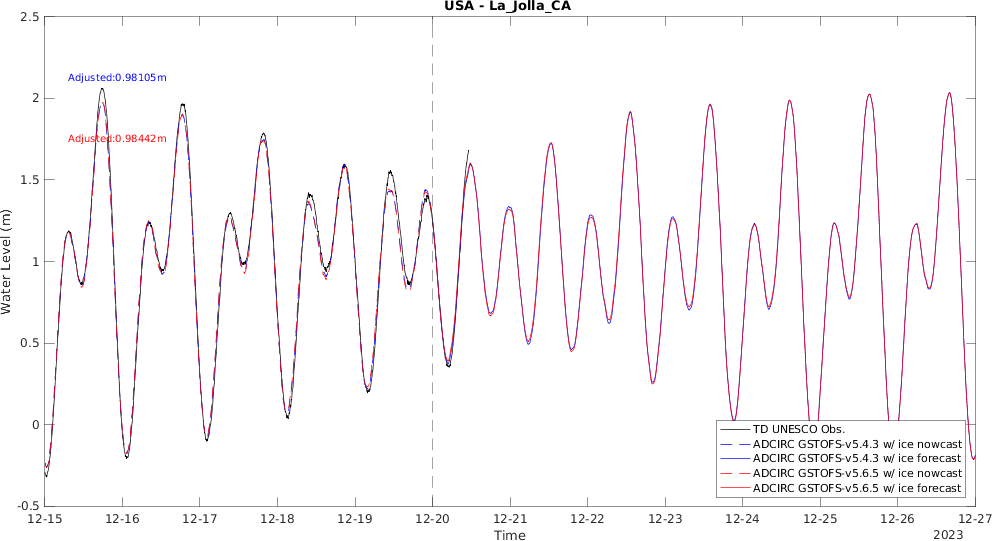 USA - La_Jolla_CA
2.5
2
1.5
1
0.5
0
-0.5
Water Level (m)
Adjusted:0.98105m
Adjusted:0.98442m
TD UNESCO Obs.
ADCIRC GSTOFS-v5.4.3 w/ ice nowcast
ADCIRC GSTOFS-v5.4.3 w/ ice forecast
ADCIRC GSTOFS-v5.6.5 w/ ice nowcast
ADCIRC GSTOFS-v5.6.5 w/ ice forecast
12-15 12-16 12-17 12-18 12-19 12-20 12-21 12-22 12-23 12-24 12-25 12-26 12-27
Time
2023